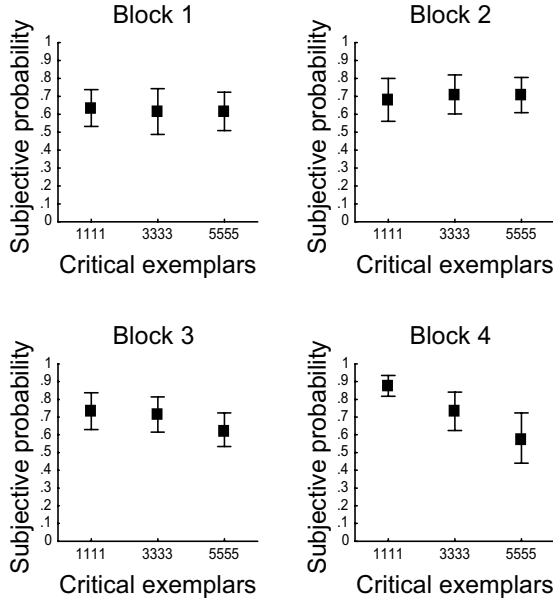 Block 1
Subjective probability
1
.9
.8
.7
.6
.5
.4
.3
.2
.1
0
1111 3333 5555
Critical exemplars
Block 2
Subjective probability
1
.9
.8
.7
.6
.5
.4
.3
.2
.1
0
1111 3333 5555
Critical exemplars
Block 3
Subjective probability
1
.9
.8
.7
.6
.5
.4
.3
.2
.1
0
1111 3333 5555
Critical exemplars
Block 4
Subjective probability
1
.9
.8
.7
.6
.5
.4
.3
.2
.1
0
1111 3333 5555
Critical exemplars